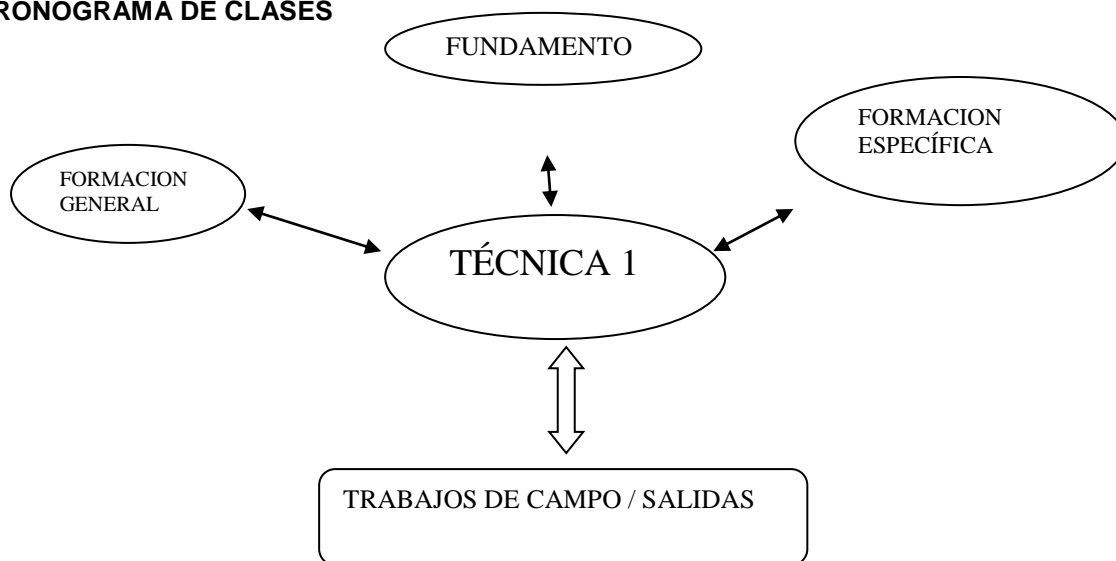 RONOGRAMA DE CLASES
FUNDAMENTO
FORMACION
ESPECÍFICA
FORMACION
GENERAL
TÉCNICA 1
TRABAJOS DE CAMPO / SALIDAS